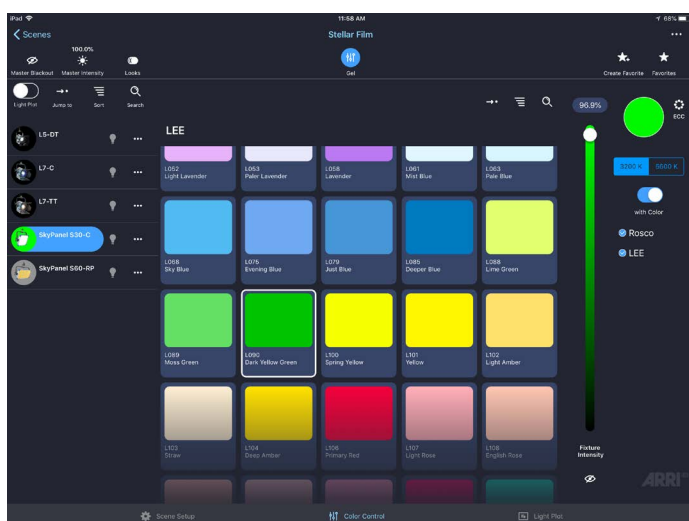 iPad
11:58 AM
68%
Scenes
Stellar Film
100.0%
Master Blackout
Master Intensity
Looks
Gel
Create Favorite
Favorites
Light Plot
Jump to
Sort
Search
96.9%
ECC
LEE
L5-DT
L7-C
L7-TT
SkyPanel S30-C
SkyPanel S60-RP
L052
Light Lavender
L053
Paler Lavender
L058
Lavender
L061
Mist Blue
L063
Pale Blue
3200 K
5600 K
with Color
Rosco
LEE
L068
Sky Blue
L075
Evening Blue
L079
Just Blue
L085
Deeper Blue
L088
Lime Green
L089
Moss Green
L090
Dark Yellow Green
L100
Spring Yellow
L101
Yellow
L102
Light Amber
L103
Straw
L104
Deep Amber
L106
Primary Red
L107
Light Rose
L108
English Rose
Fixture
Intensity
ARRI
Scene Setup
Color Control
Light Plot